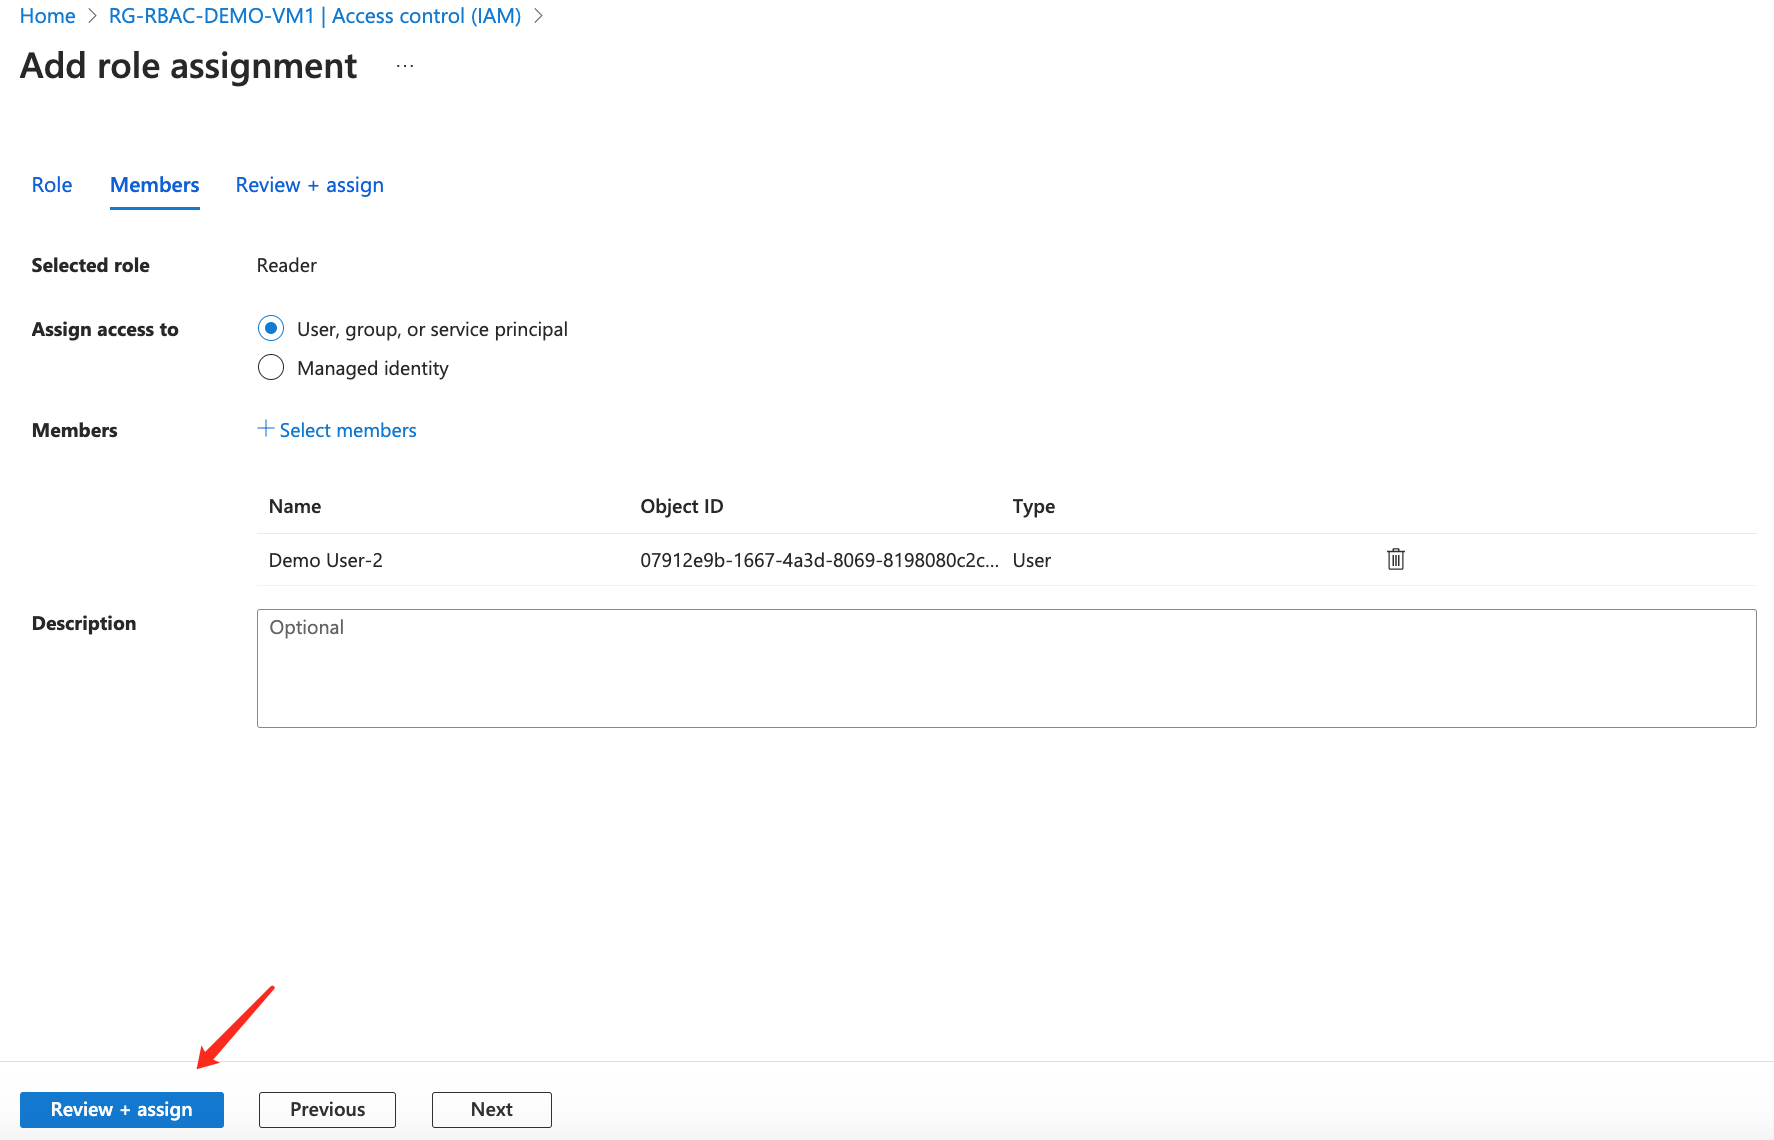 Home > RG-RBAC-DEMO-VM1 | Access control (IAM) >
Add role assignment ...
Role Members Review + assign
Selected role Reader
Assign access to User, group, or service principal
Managed identity
Members + Select members
Name Object ID Type
Demo User-2 07912e9b-1667-4a3d-8069-8198080c2c... User
Description Optional
Review + assign Previous Next